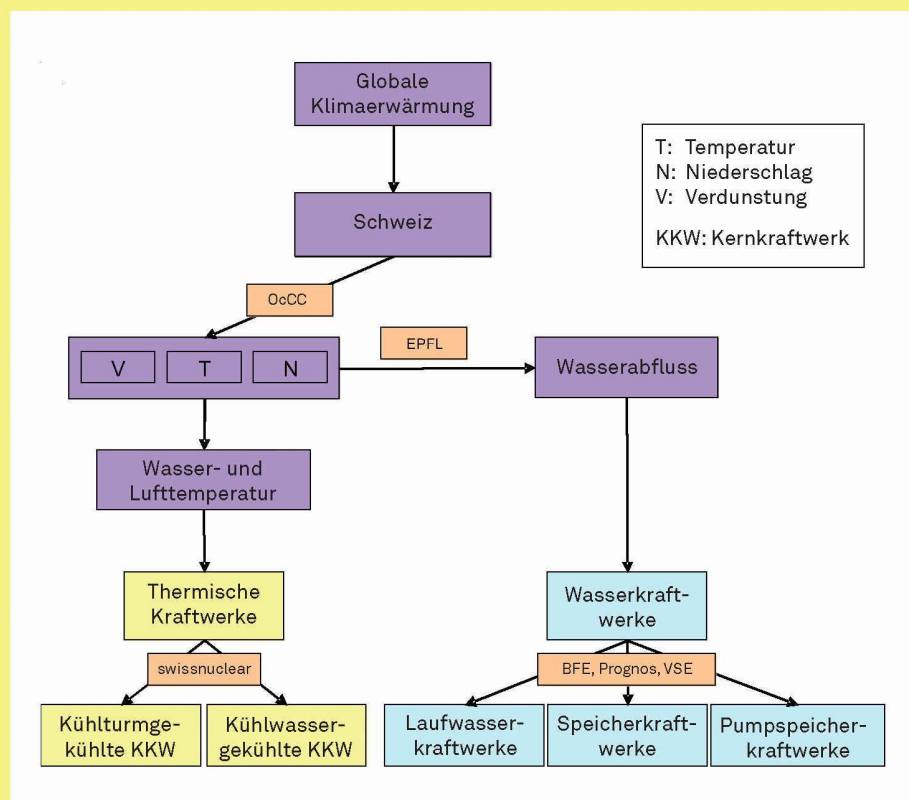 Globale
Klimaerwärmung
T: Temperatur
N: Niederschlag
V: Verdunstung
KKW: Kernkraftwerk
Schweiz
OcCC
V
T
N
EPFL
Wasserabfluss
Wasser- und
Lufttemperatur
Thermische
Kraftwerke
Wasserkraft-
werke
swissnuclear
BFE, Prognos, VSE
Kühlturmge-
kühlte KKW
Kühlwasser-
gekühlte KKW
Laufwasser-
kraftwerke
Speicherkraft-
werke
Pumpspeicher-
kraftwerke